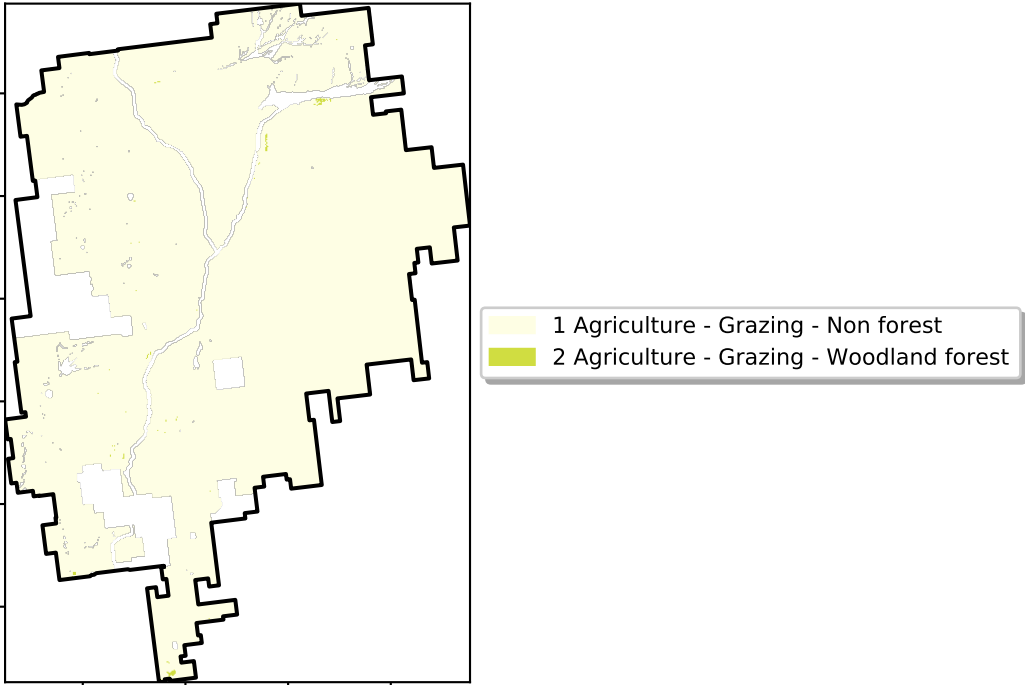 1 Agriculture - Grazing - Non forest
2 Agriculture - Grazing - Woodland forest